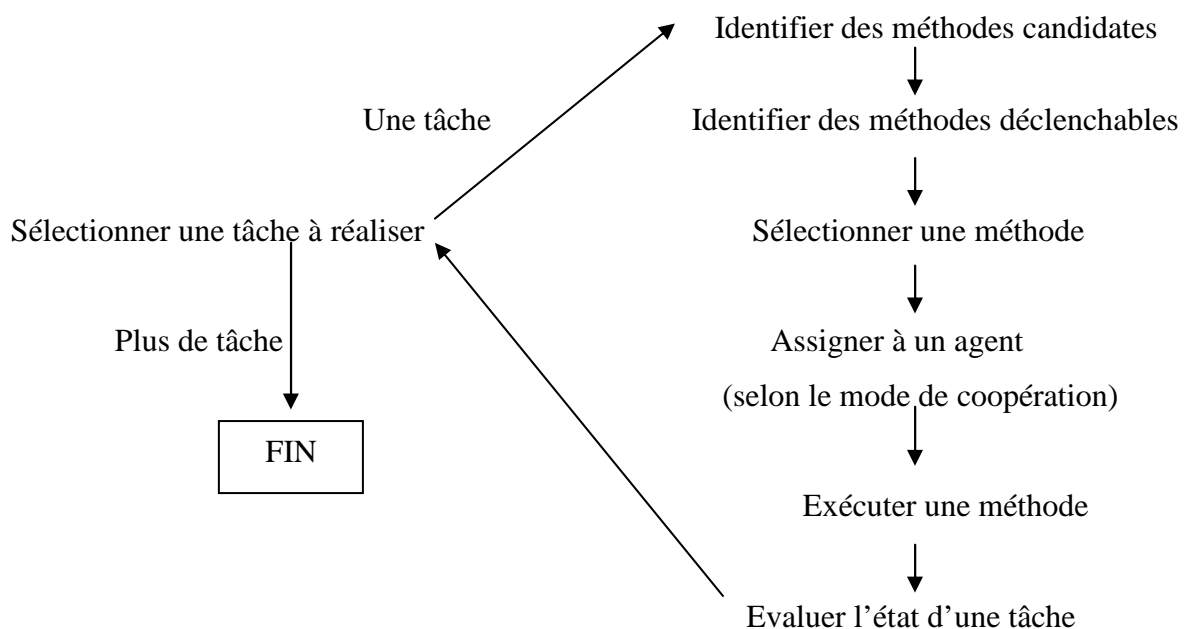 Identifier des méthodes candidates
Une tâche
Identifier des méthodes déclenchables
Sélectionner une tâche à réaliser
Sélectionner une méthode
Plus de tâche
Assigner à un agent
(selon le mode de coopération)
FIN
Exécuter une méthode
Evaluer l’état d’une tâche